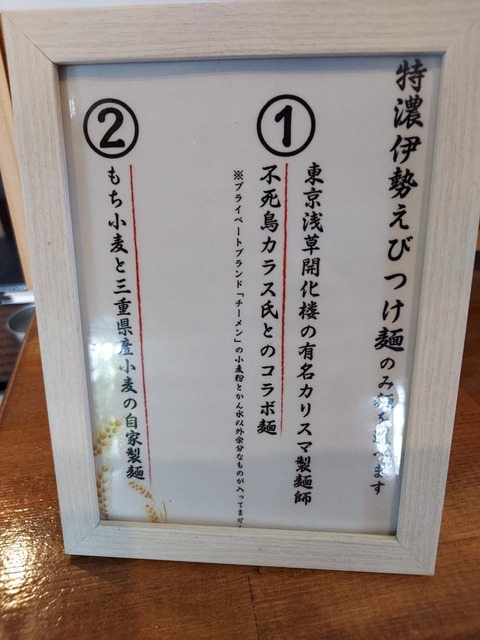 特濃伊勢えびつけ麺のみ麺を選べます
①
東京浅草開化楼の有名カリスマ製麺師
不死鳥カラス氏とのコラボ麺
※プライベートブランド「チーメン」の小麦粉とかん水以外余分なものが入ってませ
②
もち小麦と三重県産小麦の自家製麺